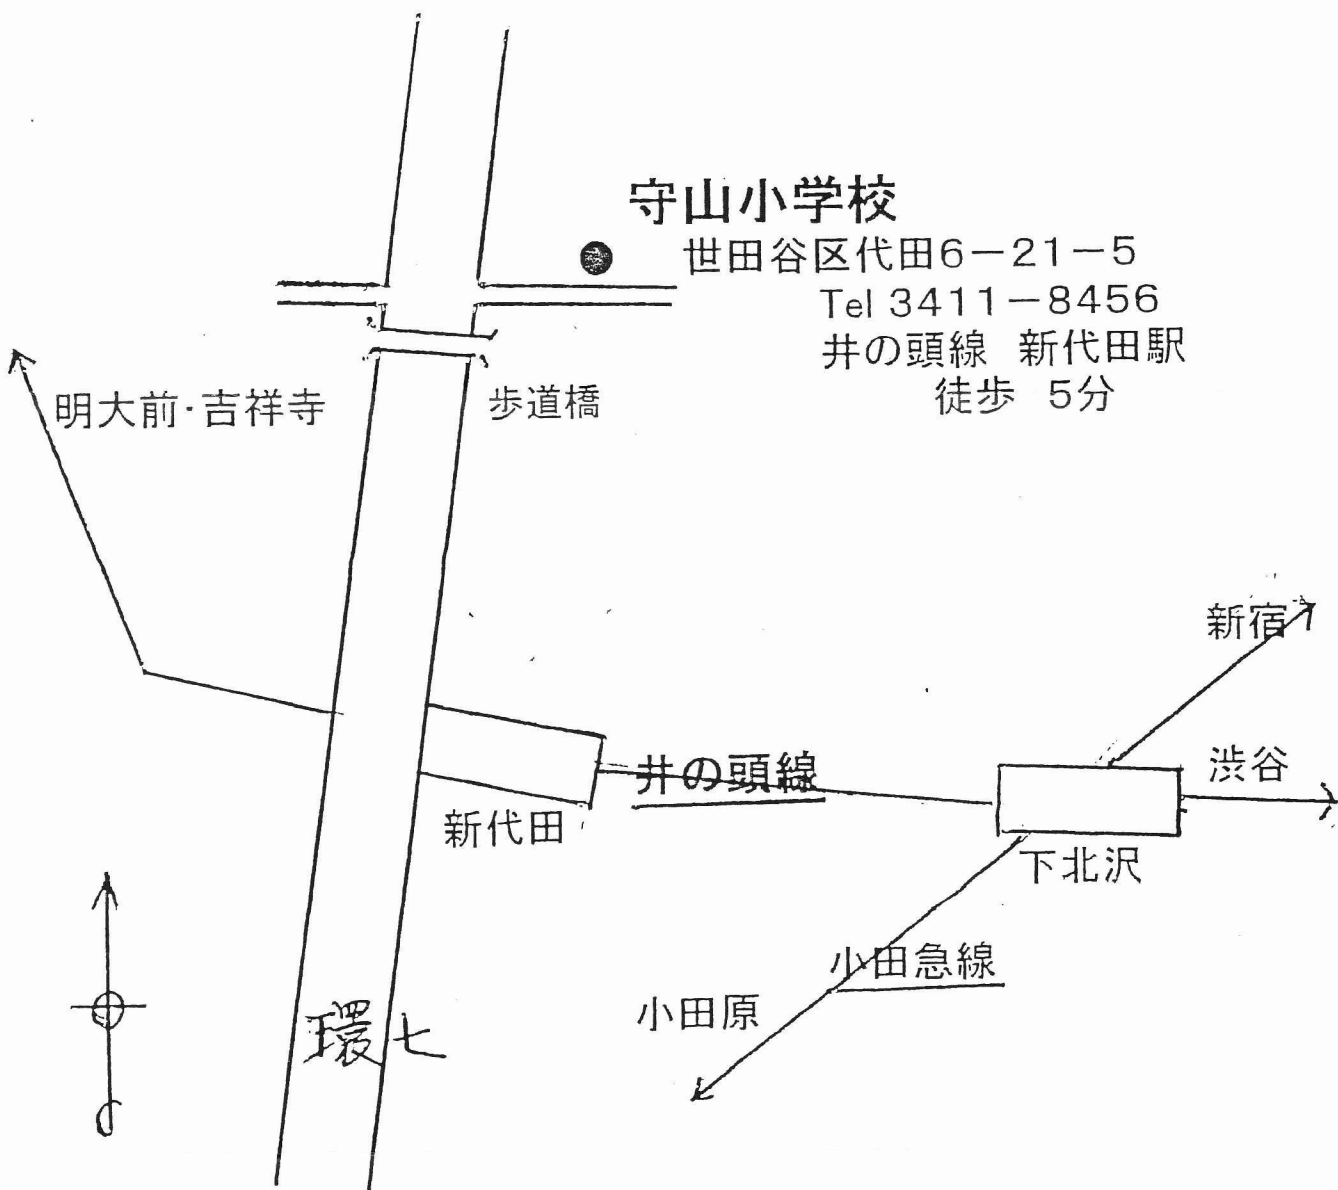 守山小学校
世田谷区代田6－21－5
Tel 3411－8456
井の頭線 新代田駅
徒歩 5分
明大前・吉祥寺
歩道橋
新宿
渋谷
井の頭線
新代田
下北沢
小田急線
小田原
環七